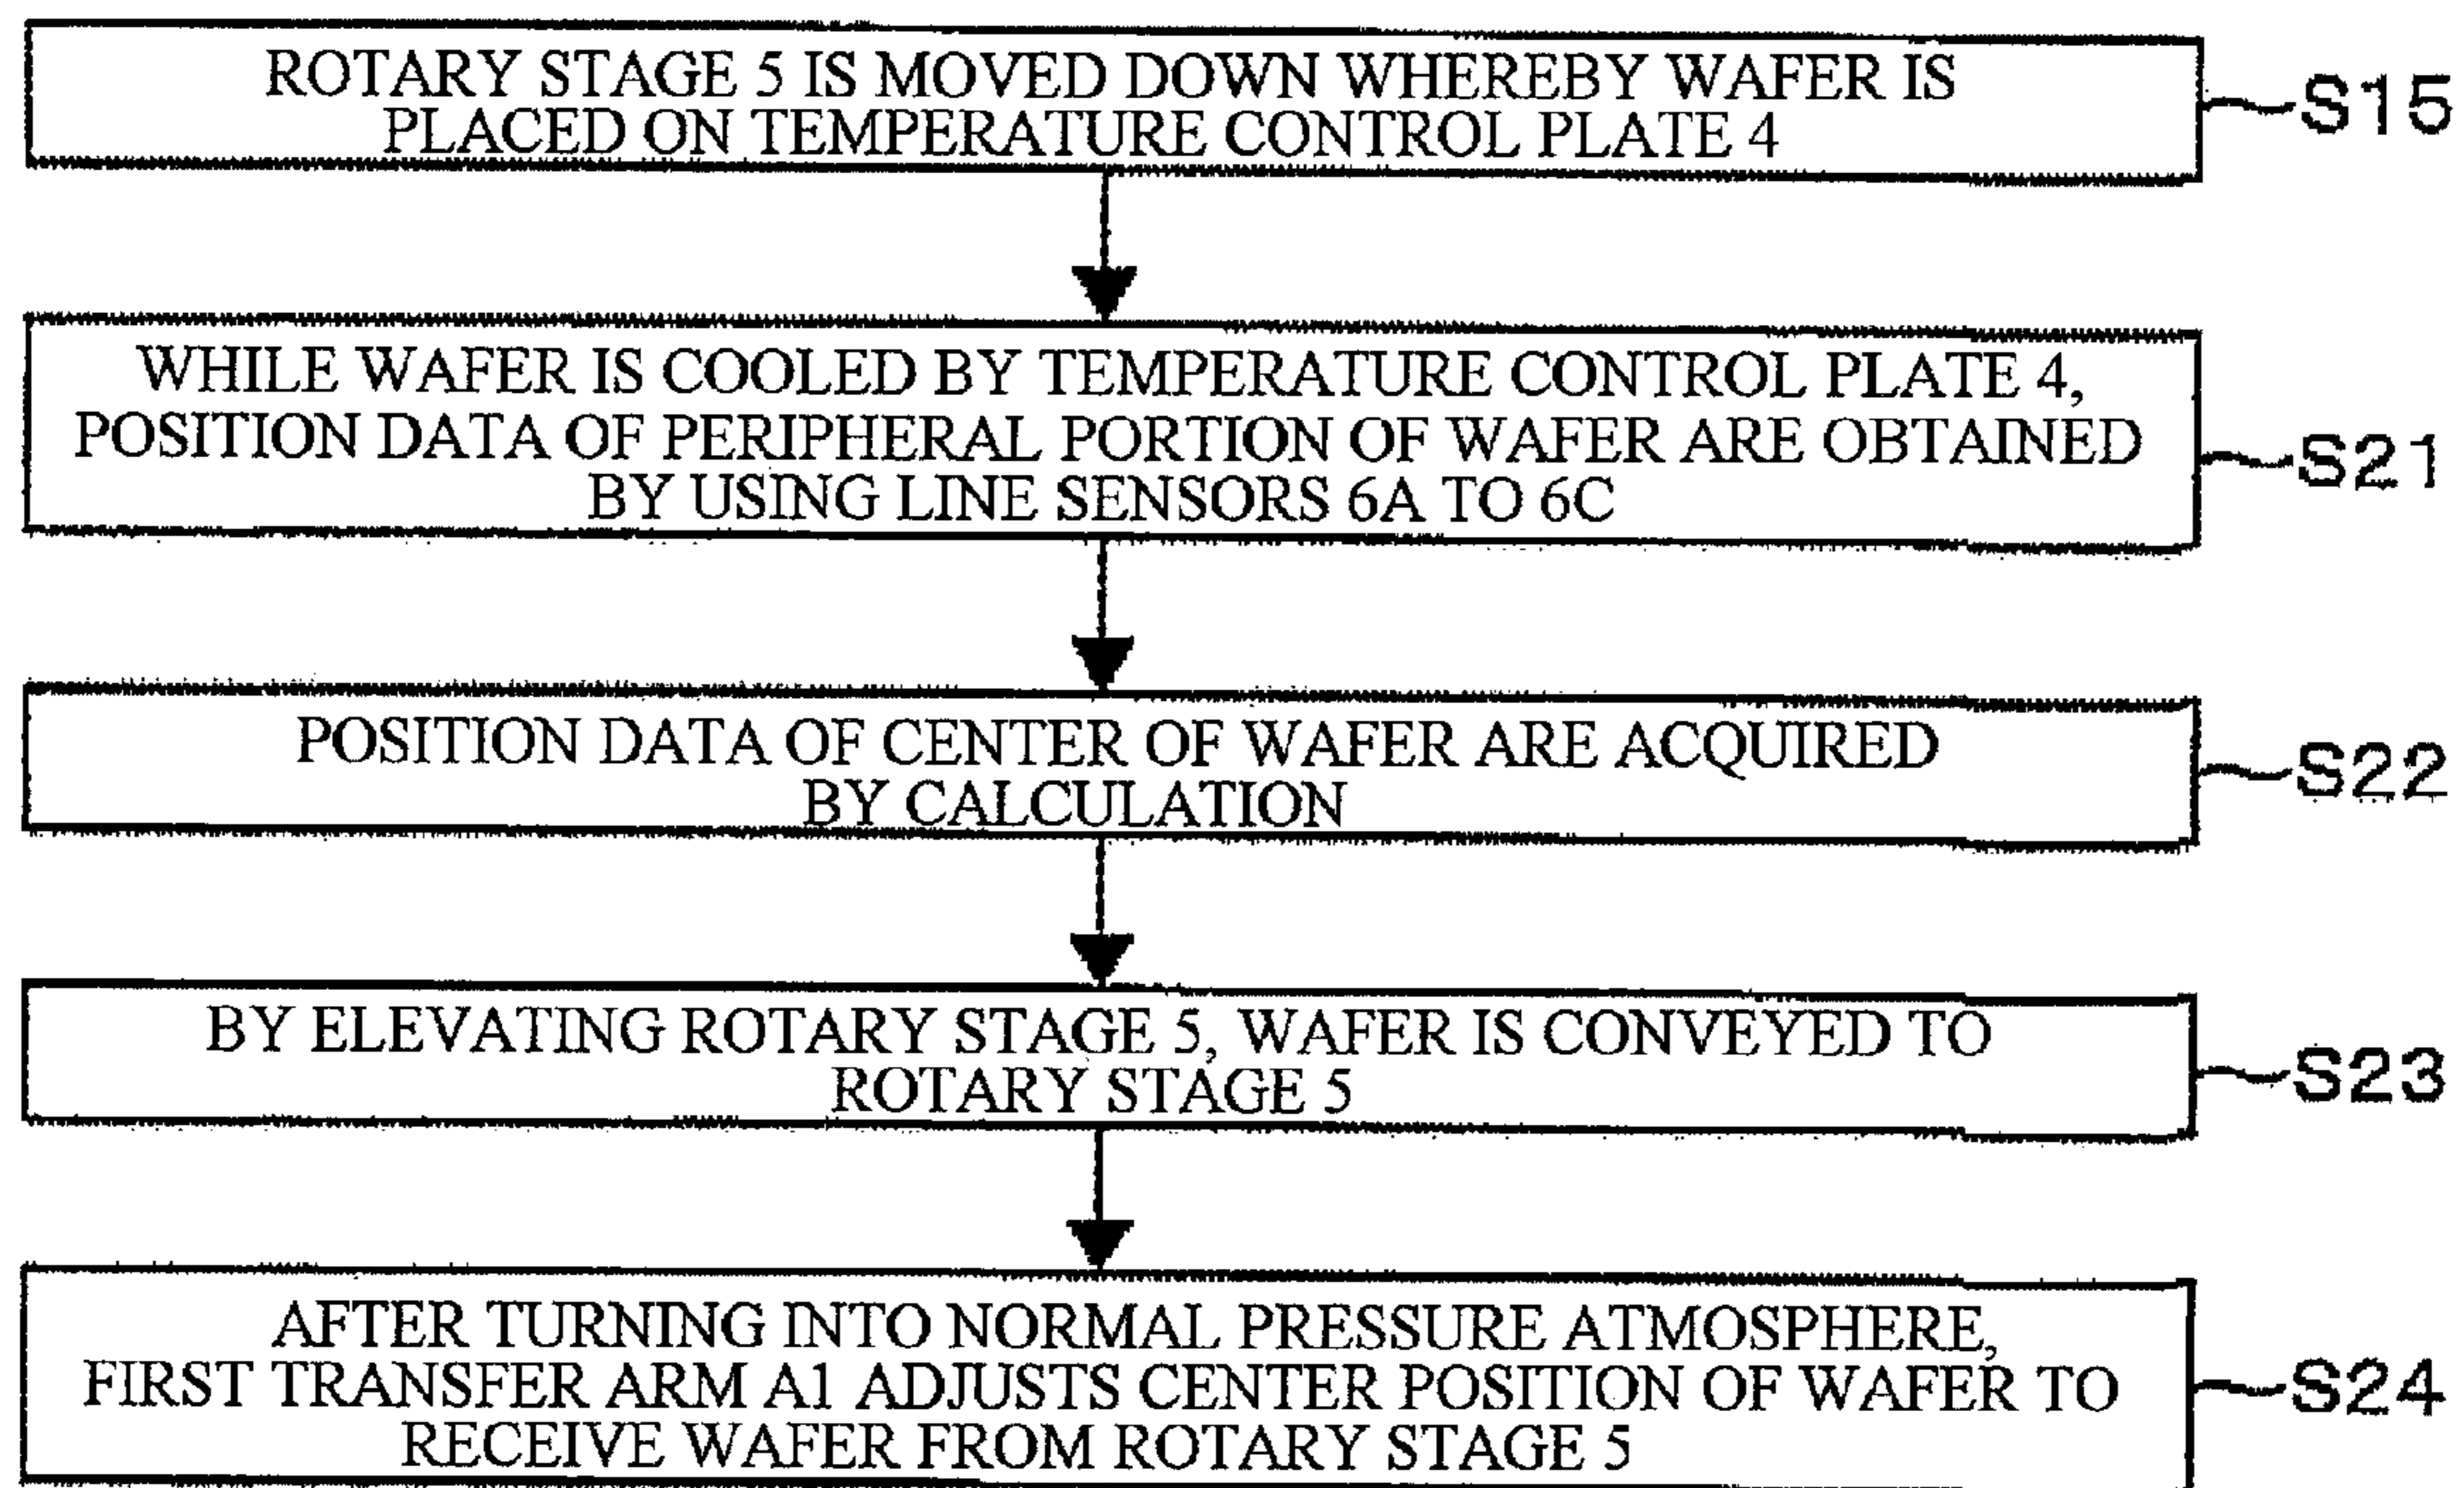 ROTARY STAGE 5 IS MOVED DOWN WHEREBY WAFER IS
PLACED ON TEMPERATURE CONTROL PLATE 4
S15
WHILE WAFER IS COOLED BY TEMPERATURE CONTROL PLATE 4,
POSITION DATA OF PERIPHERAL PORTION OF WAFER ARE OBTAINED
BY USING LINE SENSORS 6A TO 6C
S21
POSITION DATA OF CENTER OF WAFER ARE ACQUIRED
BY CALCULATION
S22
BY ELEVATING ROTARY STAGE 5, WAFER IS CONVEYED TO
ROTARY STAGE 5
S23
AFTER TURNING INTO NORMAL PRESSURE ATMOSPHERE,
FIRST TRANSFER ARM A1 ADJUSTS CENTER POSITION OF WAFER TO
RECEIVE WAFER FROM ROTARY STAGE 5
S24